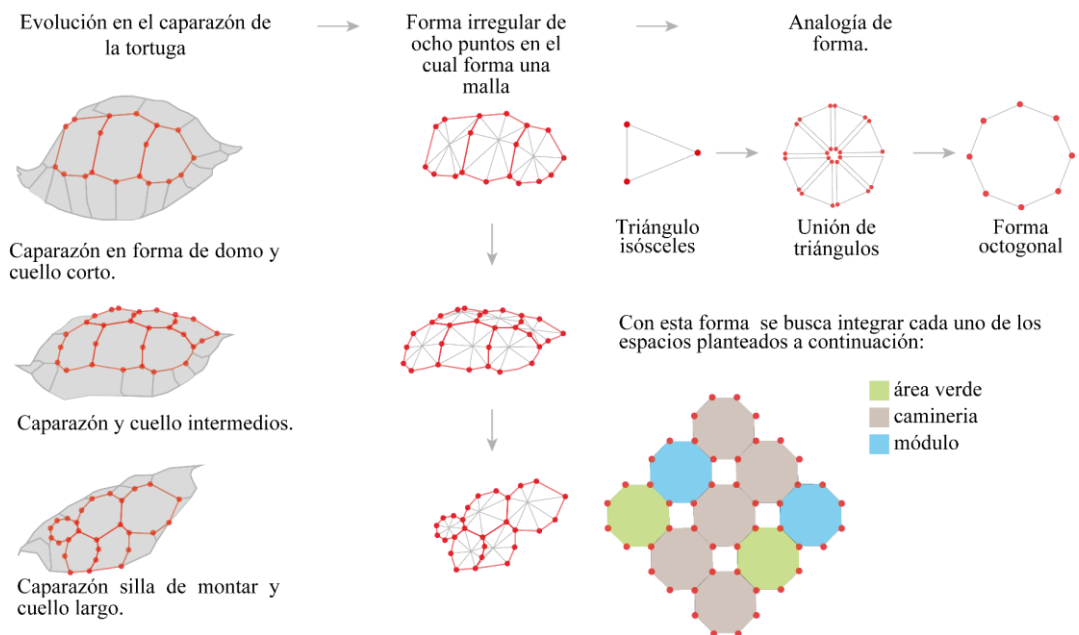 Evolución en el caparazón de
la tortuga
Forma irregular de
ocho puntos en el
cual forma una
malla
Analogía de
forma.
Triángulo
isósceles
Unión de
triángulos
Forma
octogonal
Caparazón en forma de domo y
cuello corto.
Caparazón y cuello intermedios.
Caparazón silla de montar y
cuello largo.
Con esta forma se busca integrar cada uno de los
espacios planteados a continuación:
área verde
camineria
módulo